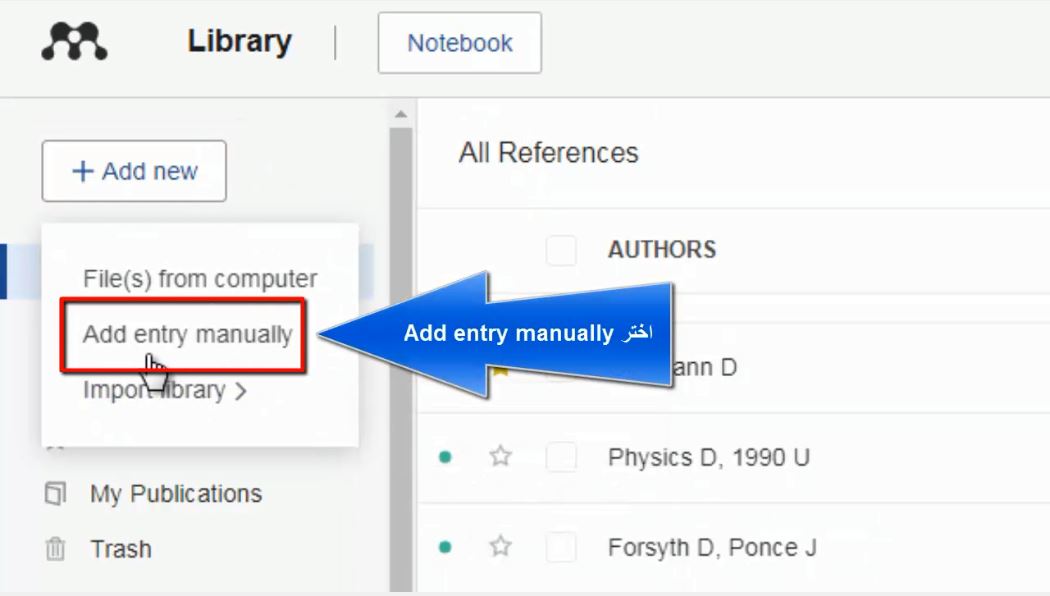 Library
Notebook
+ Add new
All References
File(s) from computer
AUTHORS
Add entry manually
اختر Add entry manually
ann D
Import library >
Physics D, 1990 U
My Publications
Trash
Forsyth D, Ponce J